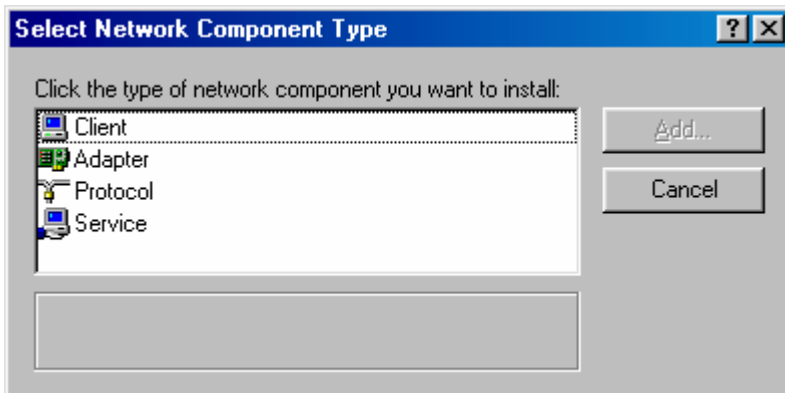 Select Network Component Type
Click the type of network component you want to install:
Client
Add...
Adapter
Protocol
Cancel
Service